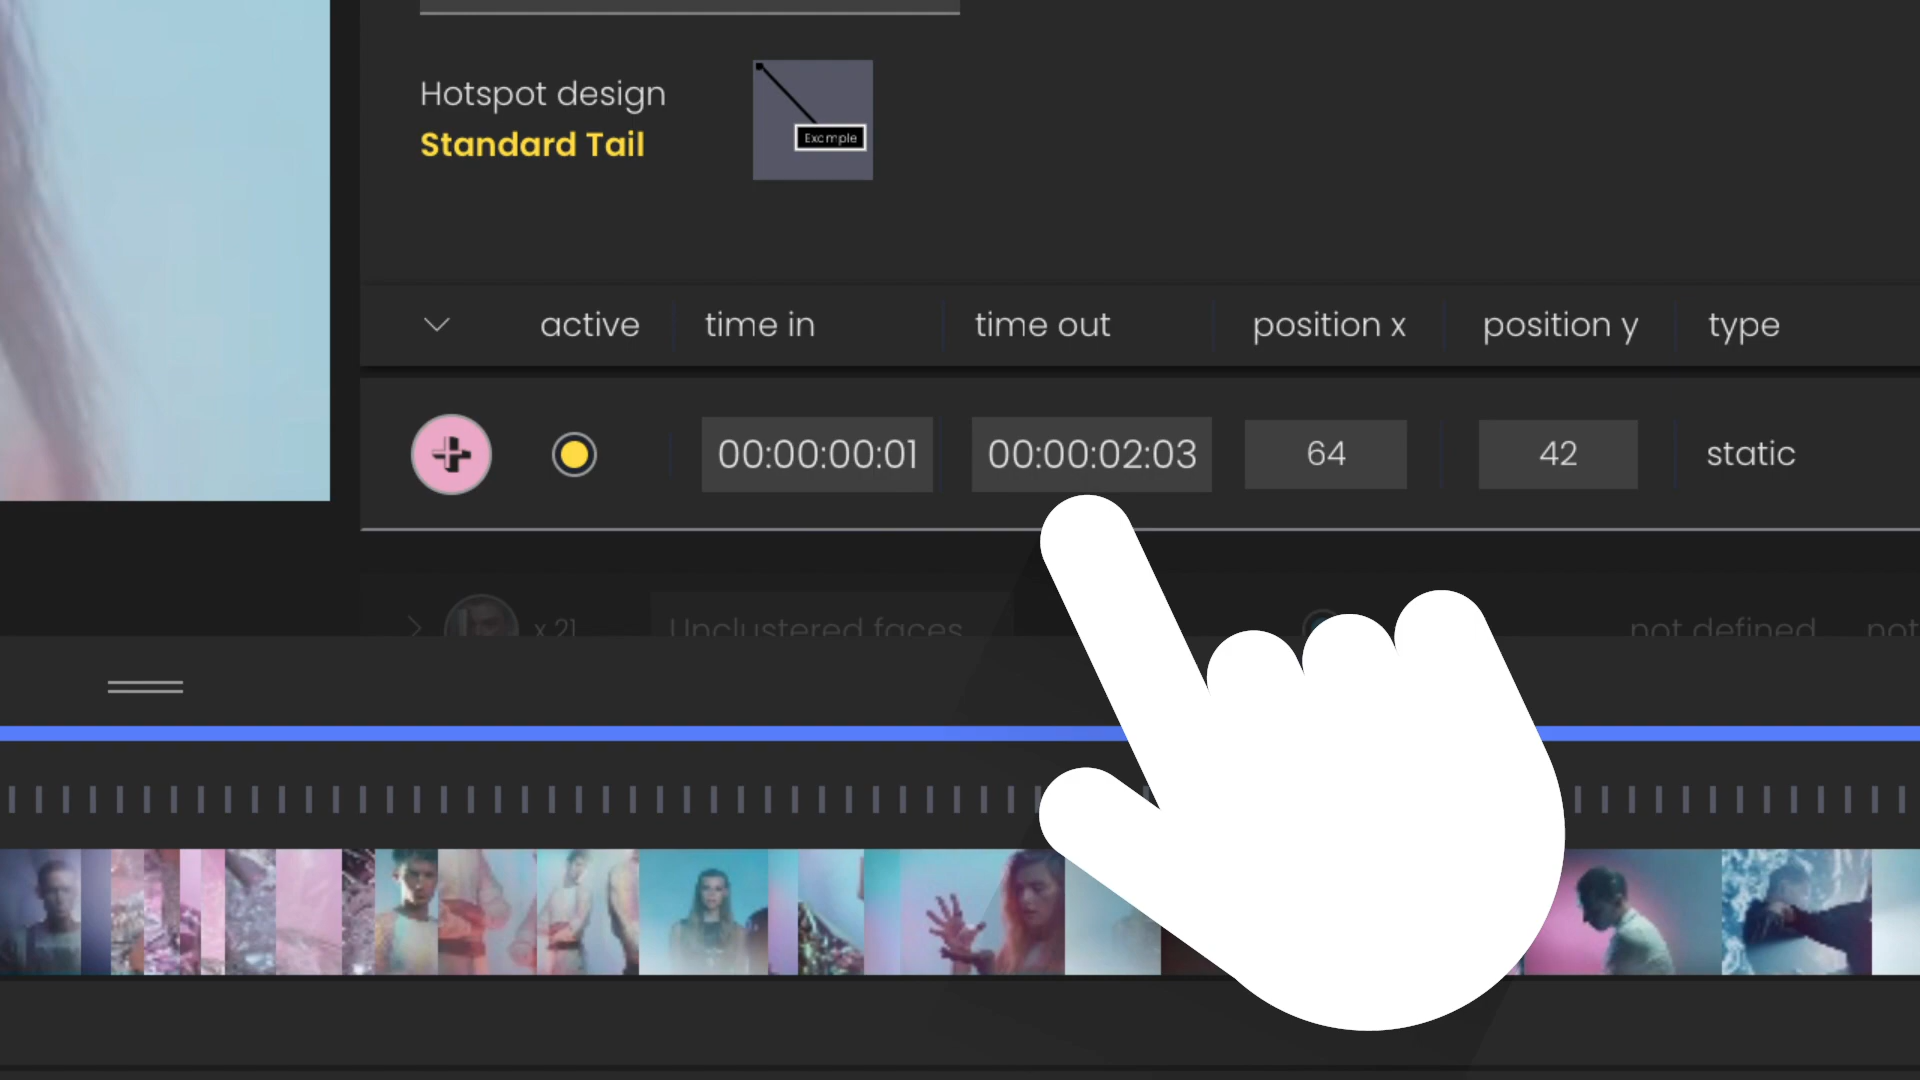 Hotspot design
Standard Tail
Example
active time in time out position x position y type
00:00:00:01 00:00:02:03 64 42 static
x 21 Unclustered faces not defined not